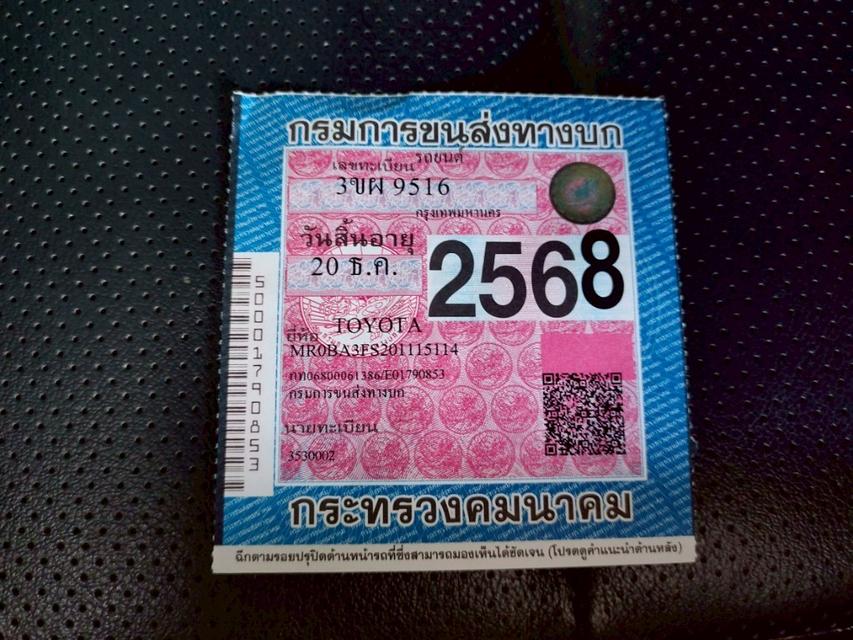 กรมการขนส่งทางบก
เลขทะเบียน รถยนต์
3ขผ 9516
กรุงเทพมหานคร
วันสิ้นอายุ
20 ธ.ค.
2568
ยี่ห้อ TOYOTA
MR0BA3FS201115114
กท06800061386/E01790853
กรมการขนส่งทางบก
นายทะเบียน
3530002
50001790853
กระทรวงคมนาคม
ฉีกตามรอยปรุปิดด้านหน้ารถที่ซึ่งสามารถมองเห็นได้ชัดเจน (โปรดดูคำแนะนำด้านหลัง)